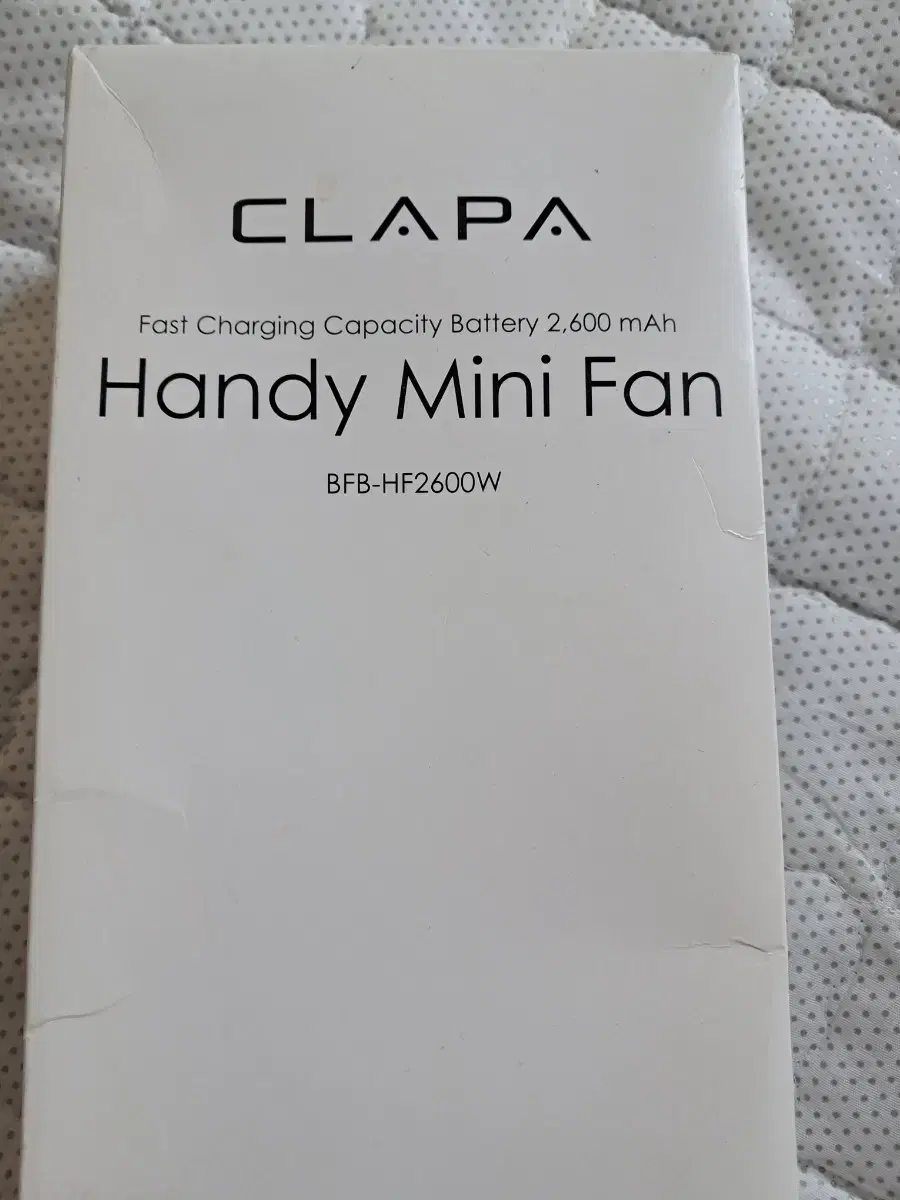 CLAPA
Fast Charging Capacity Battery 2,600 mAh
Handy Mini Fan
BFB-HF2600W